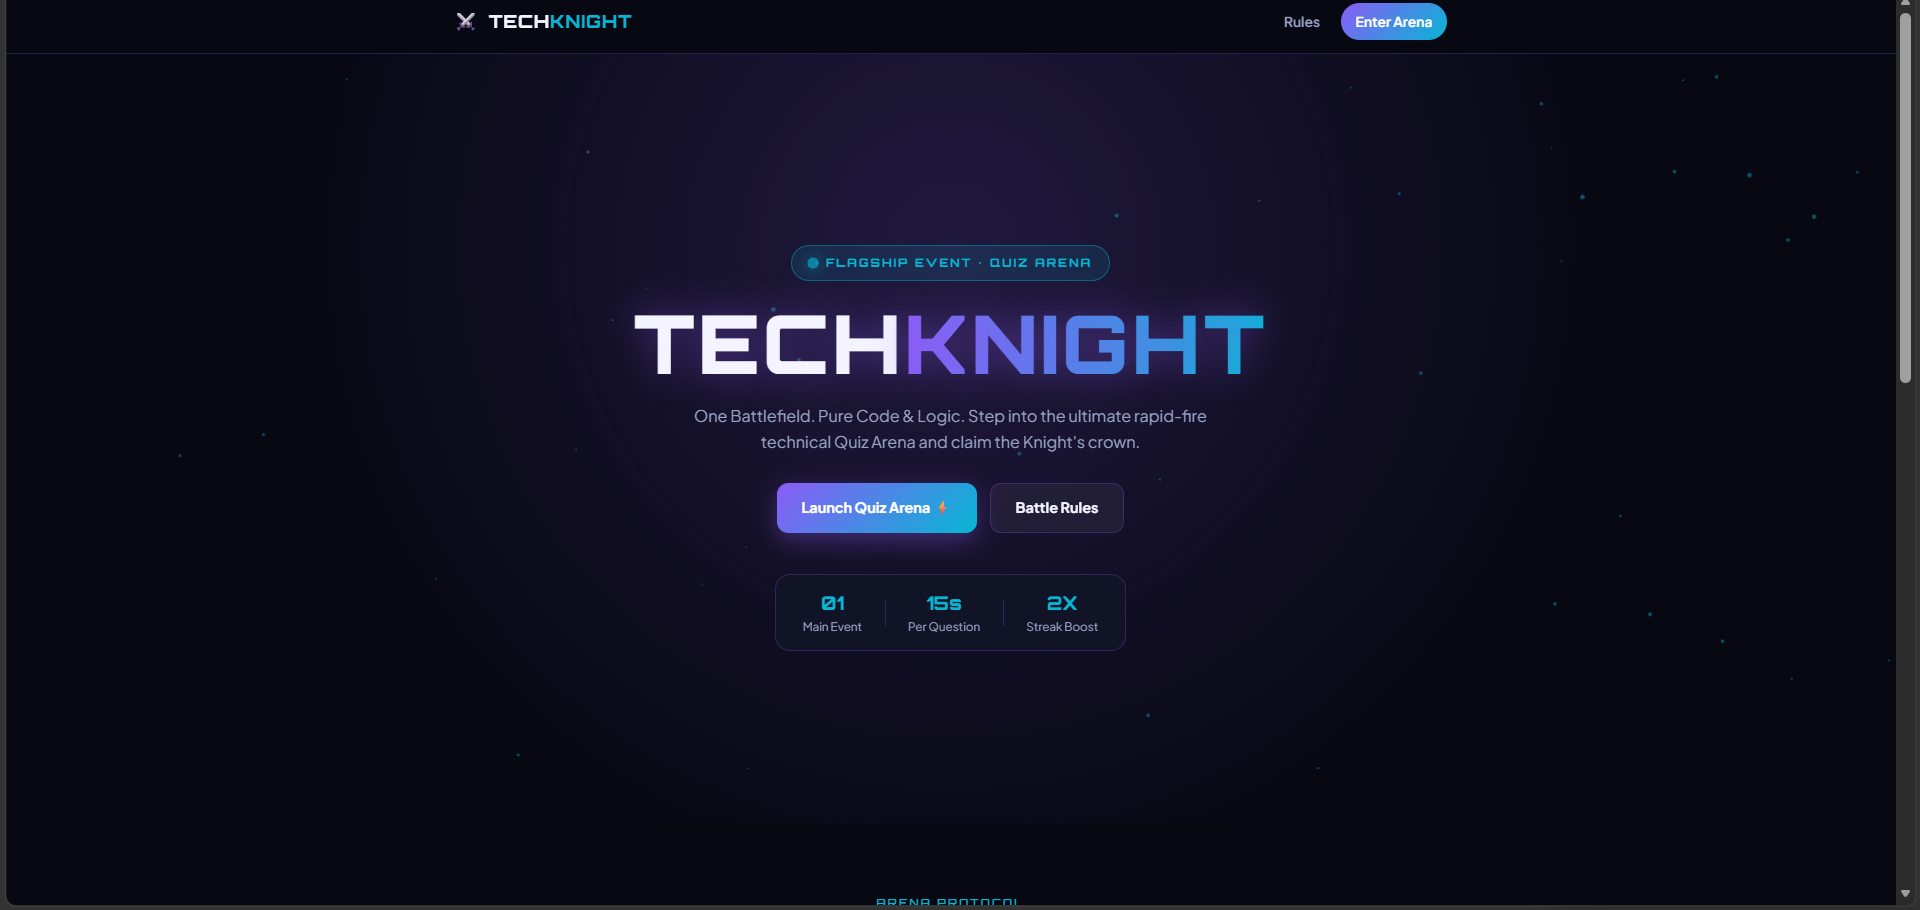 TECHKNIGHT
Rules
Enter Arena
FLAGSHIP EVENT · QUIZ ARENA
TECHKNIGHT
One Battlefield. Pure Code & Logic. Step into the ultimate rapid-fire
technical Quiz Arena and claim the Knight's crown.
Launch Quiz Arena
Battle Rules
01
Main Event
15s
Per Question
2X
Streak Boost
ARENA PROTOCOL